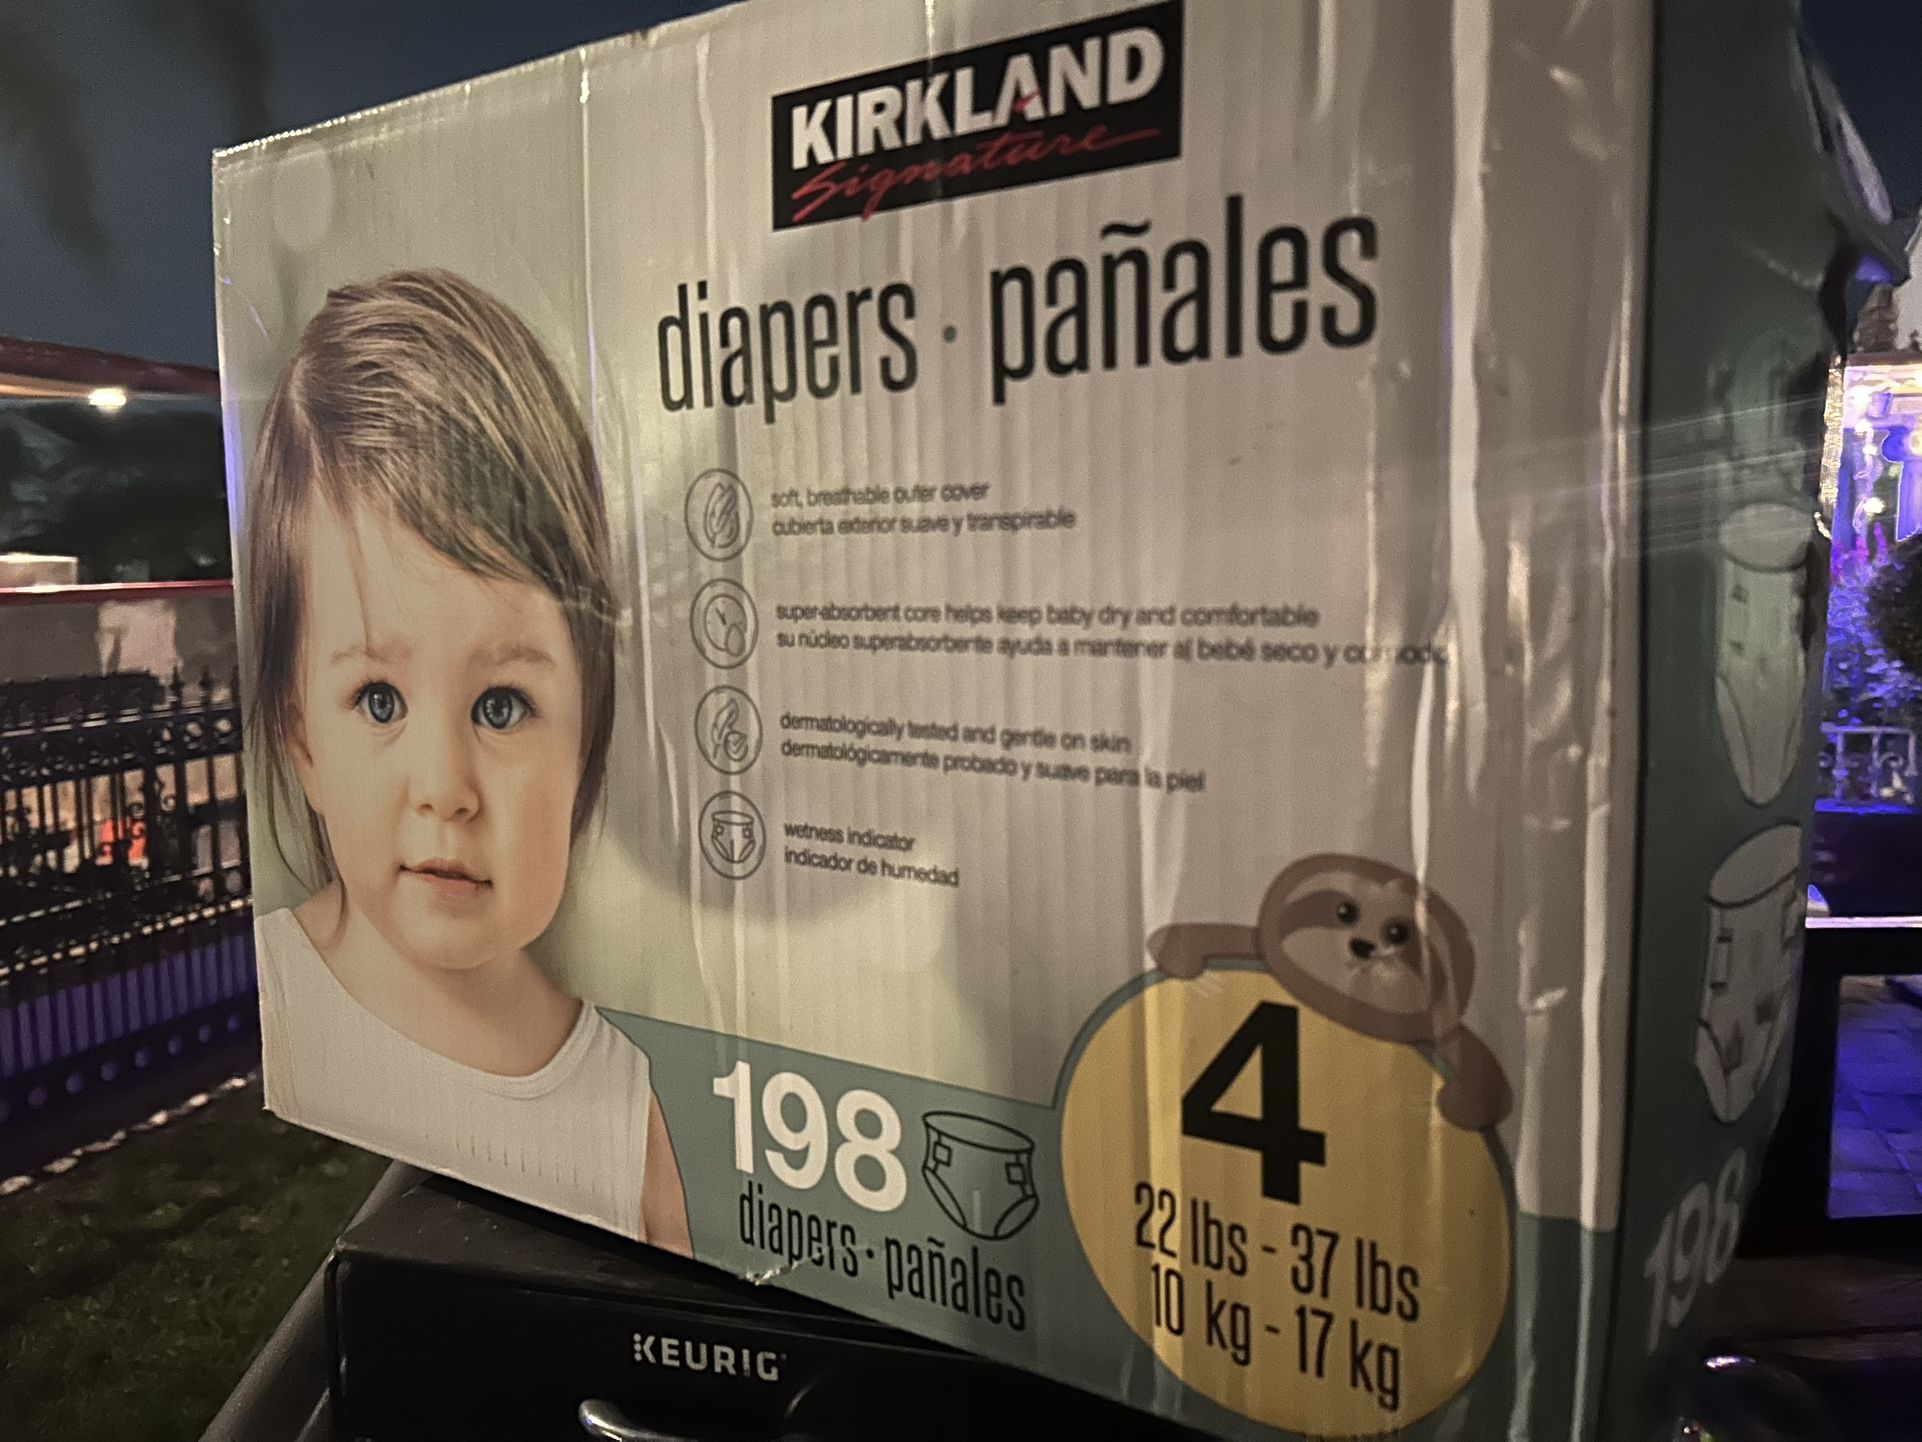 KIRKLAND
Signature
diapers · pañales
soft, breathable outer cover
cubierta exterior suave y transpirable
super-absorbent core helps keep baby dry and comfortable
su núcleo superabsorbente ayuda a mantener al bebé seco y cómodo
dermatologically tested and gentle on skin
dermatológicamente probado y suave para la piel
wetness indicator
indicador de humedad
198
diapers · pañales
4
22 lbs - 37 lbs
10 kg - 17 kg
198
KEURIG